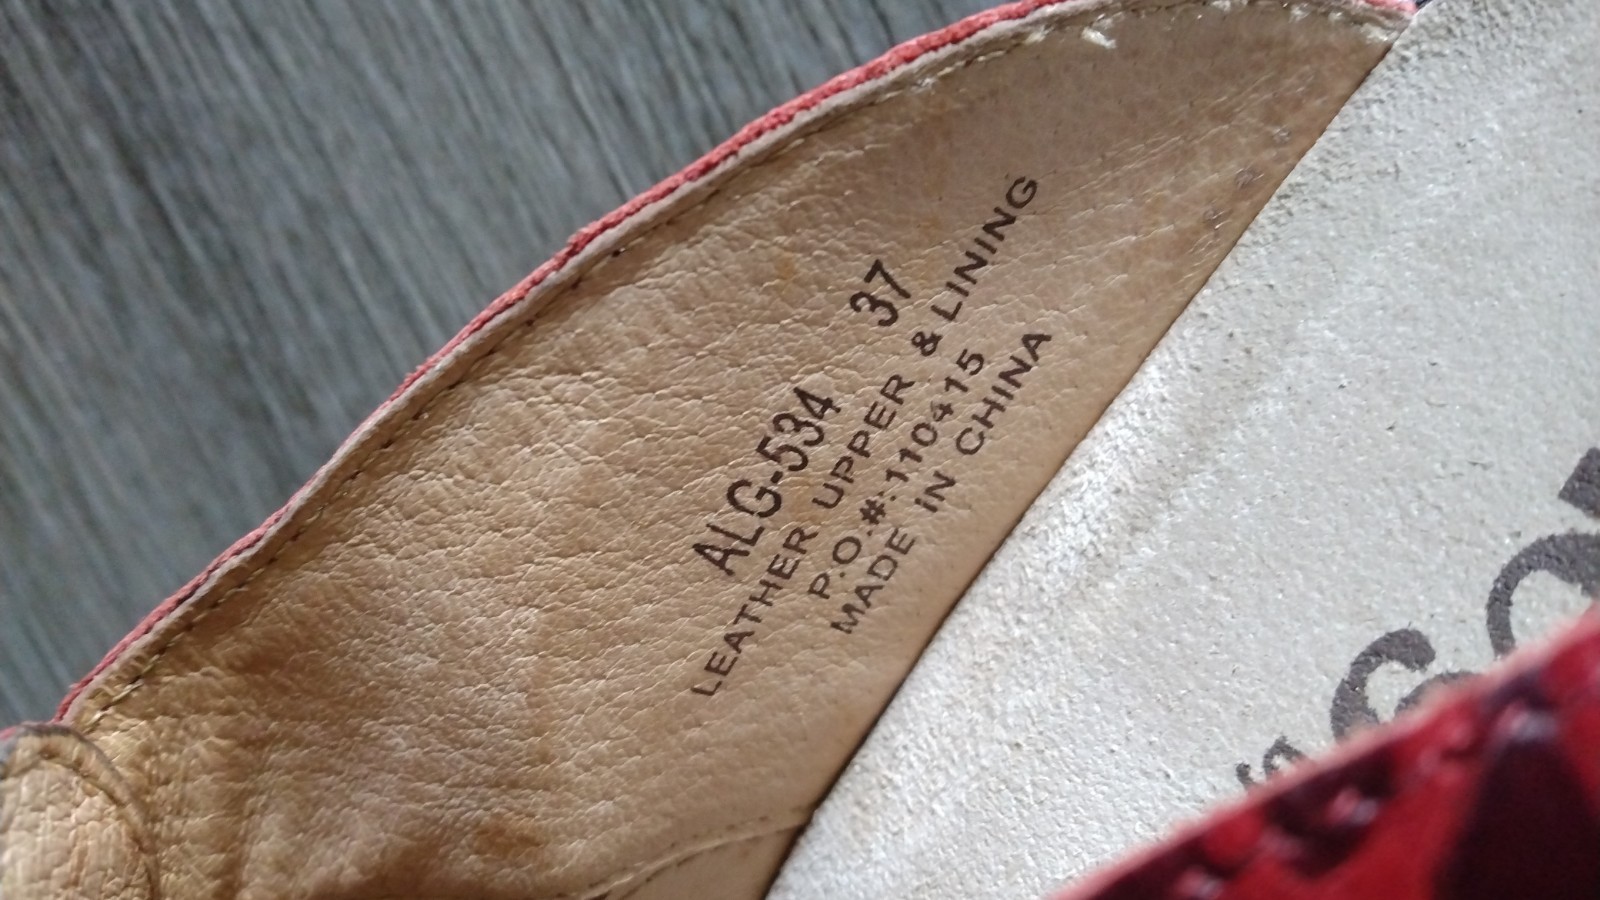 ALG-534 37
LEATHER UPPER & LINING
P.O.#:110415
MADE IN CHINA